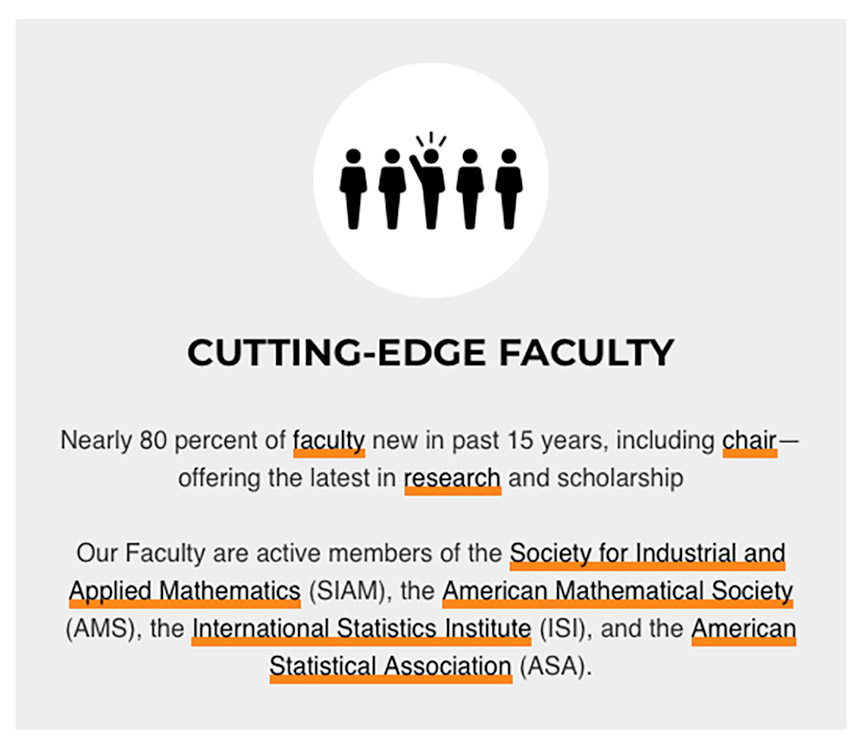 CUTTING-EDGE FACULTY
Nearly 80 percent of faculty new in past 15 years, including chair—
offering the latest in research and scholarship
Our Faculty are active members of the Society for Industrial and
Applied Mathematics (SIAM), the American Mathematical Society
(AMS), the International Statistics Institute (ISI), and the American
Statistical Association (ASA).